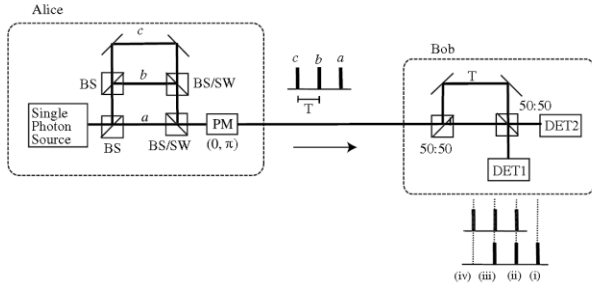 Alice
c
BS
b
BS/SW
Single
Photon
Source
a
PM
BS
BS/SW
(0, π)
c b a
T
Bob
T
50:50
DET2
50:50
DET1
(iv) (iii) (ii) (i)